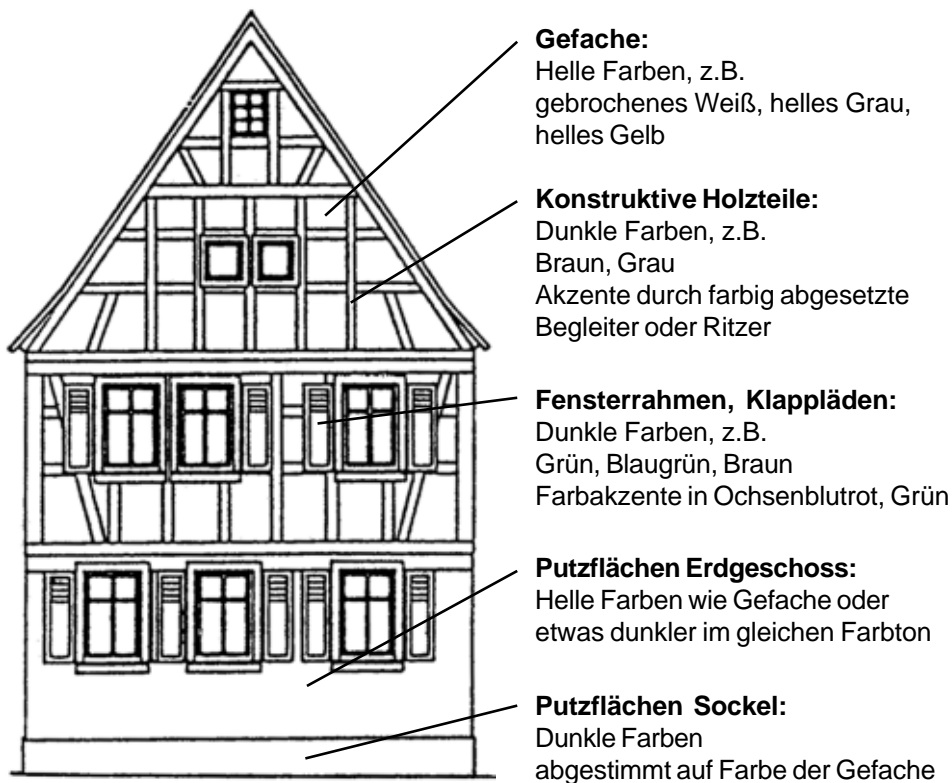 Gefache:
Helle Farben, z.B.
gebrochenes Weiß, helles Grau,
helles Gelb
Konstruktive Holzteile:
Dunkle Farben, z.B.
Braun, Grau
Akzente durch farbig abgesetzte
Begleiter oder Ritzer
Fensterrahmen, Klappläden:
Dunkle Farben, z.B.
Grün, Blaugrün, Braun
Farbakzente in Ochsenblutrot, Grün
Putzflächen Erdgeschoss:
Helle Farben wie Gefache oder
etwas dunkler im gleichen Farbton
Putzflächen Sockel:
Dunkle Farben
abgestimmt auf Farbe der Gefache